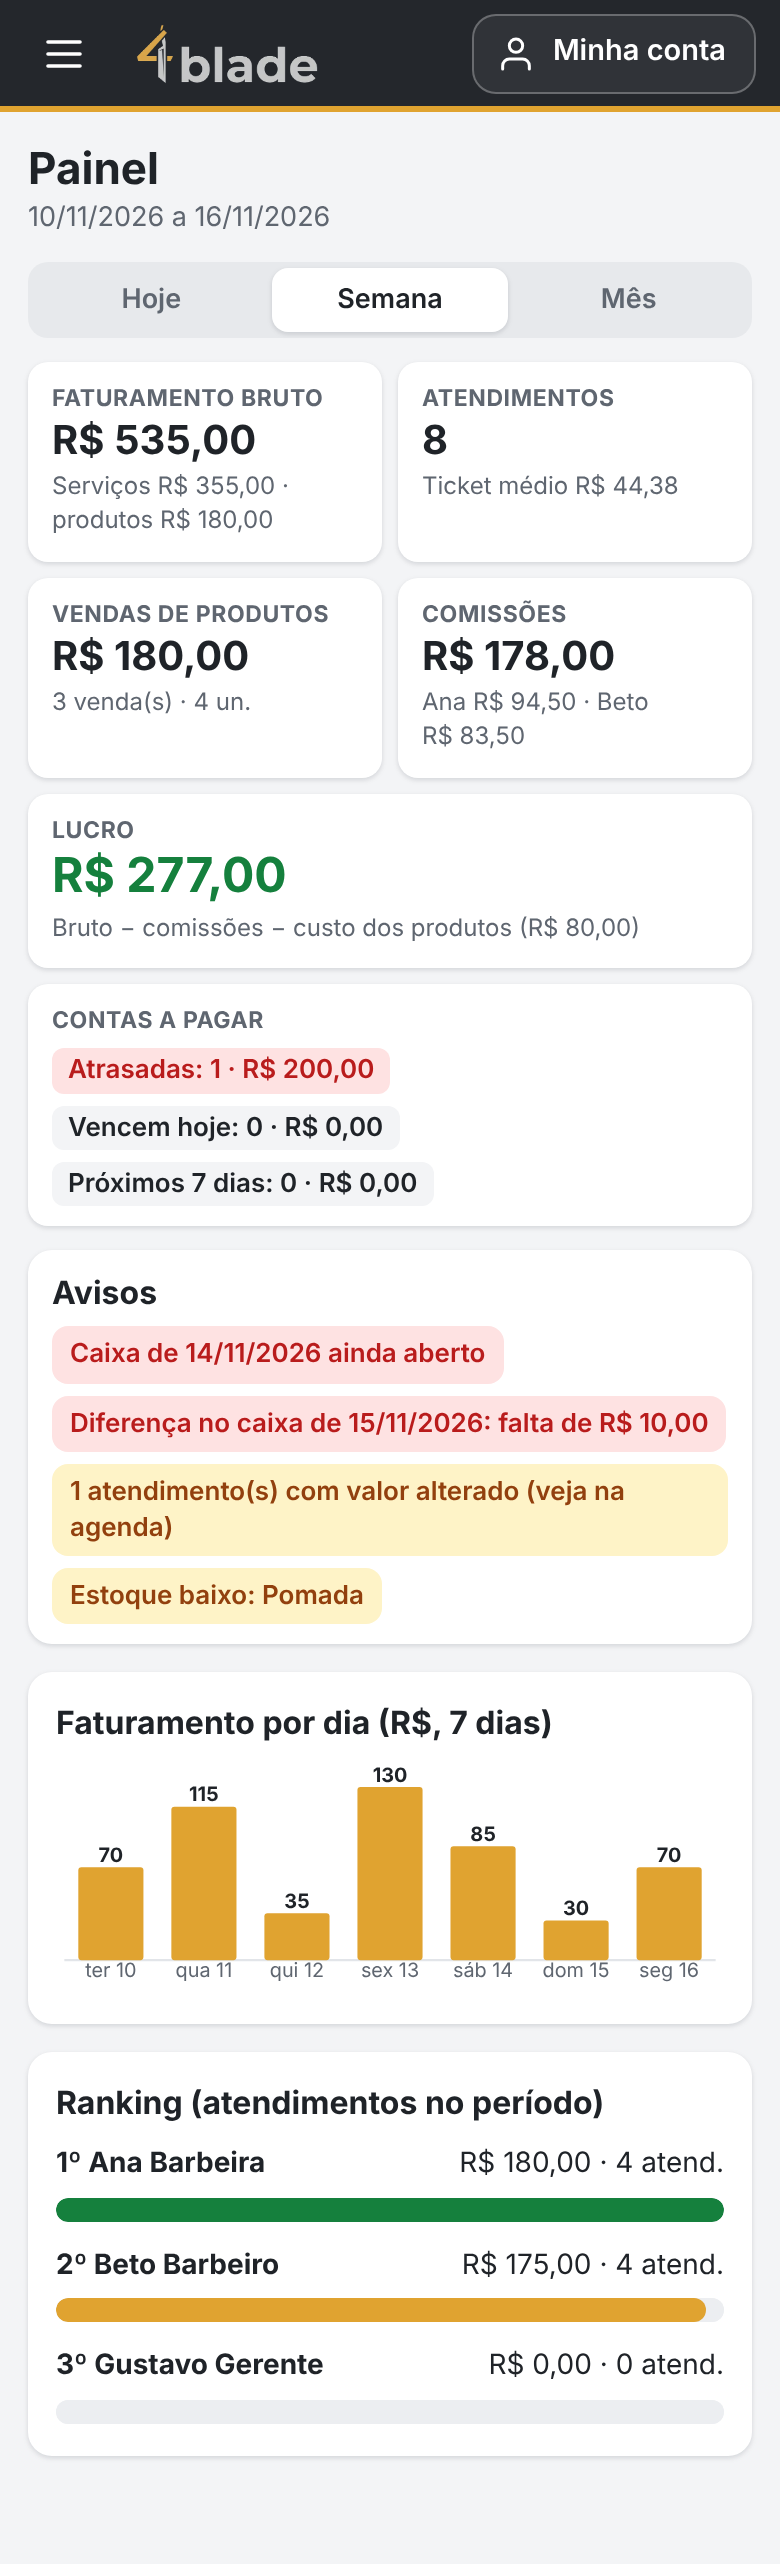 4blade
Minha conta
Painel
10/11/2026 a 16/11/2026
Hoje
Semana
Mês
FATURAMENTO BRUTO
R$ 535,00
Serviços R$ 355,00 ·
produtos R$ 180,00
ATENDIMENTOS
8
Ticket médio R$ 44,38
VENDAS DE PRODUTOS
R$ 180,00
3 venda(s) · 4 un.
COMISSÕES
R$ 178,00
Ana R$ 94,50 · Beto
R$ 83,50
LUCRO
R$ 277,00
Bruto − comissões − custo dos produtos (R$ 80,00)
CONTAS A PAGAR
Atrasadas: 1 · R$ 200,00
Vencem hoje: 0 · R$ 0,00
Próximos 7 dias: 0 · R$ 0,00
Avisos
Caixa de 14/11/2026 ainda aberto
Diferença no caixa de 15/11/2026: falta de R$ 10,00
1 atendimento(s) com valor alterado (veja na
agenda)
Estoque baixo: Pomada
Faturamento por dia (R$, 7 dias)
70 115 35 130 85 30 70
ter 10 qua 11 qui 12 sex 13 sáb 14 dom 15 seg 16
Ranking (atendimentos no período)
1º Ana Barbeira R$ 180,00 · 4 atend.
2º Beto Barbeiro R$ 175,00 · 4 atend.
3º Gustavo Gerente R$ 0,00 · 0 atend.